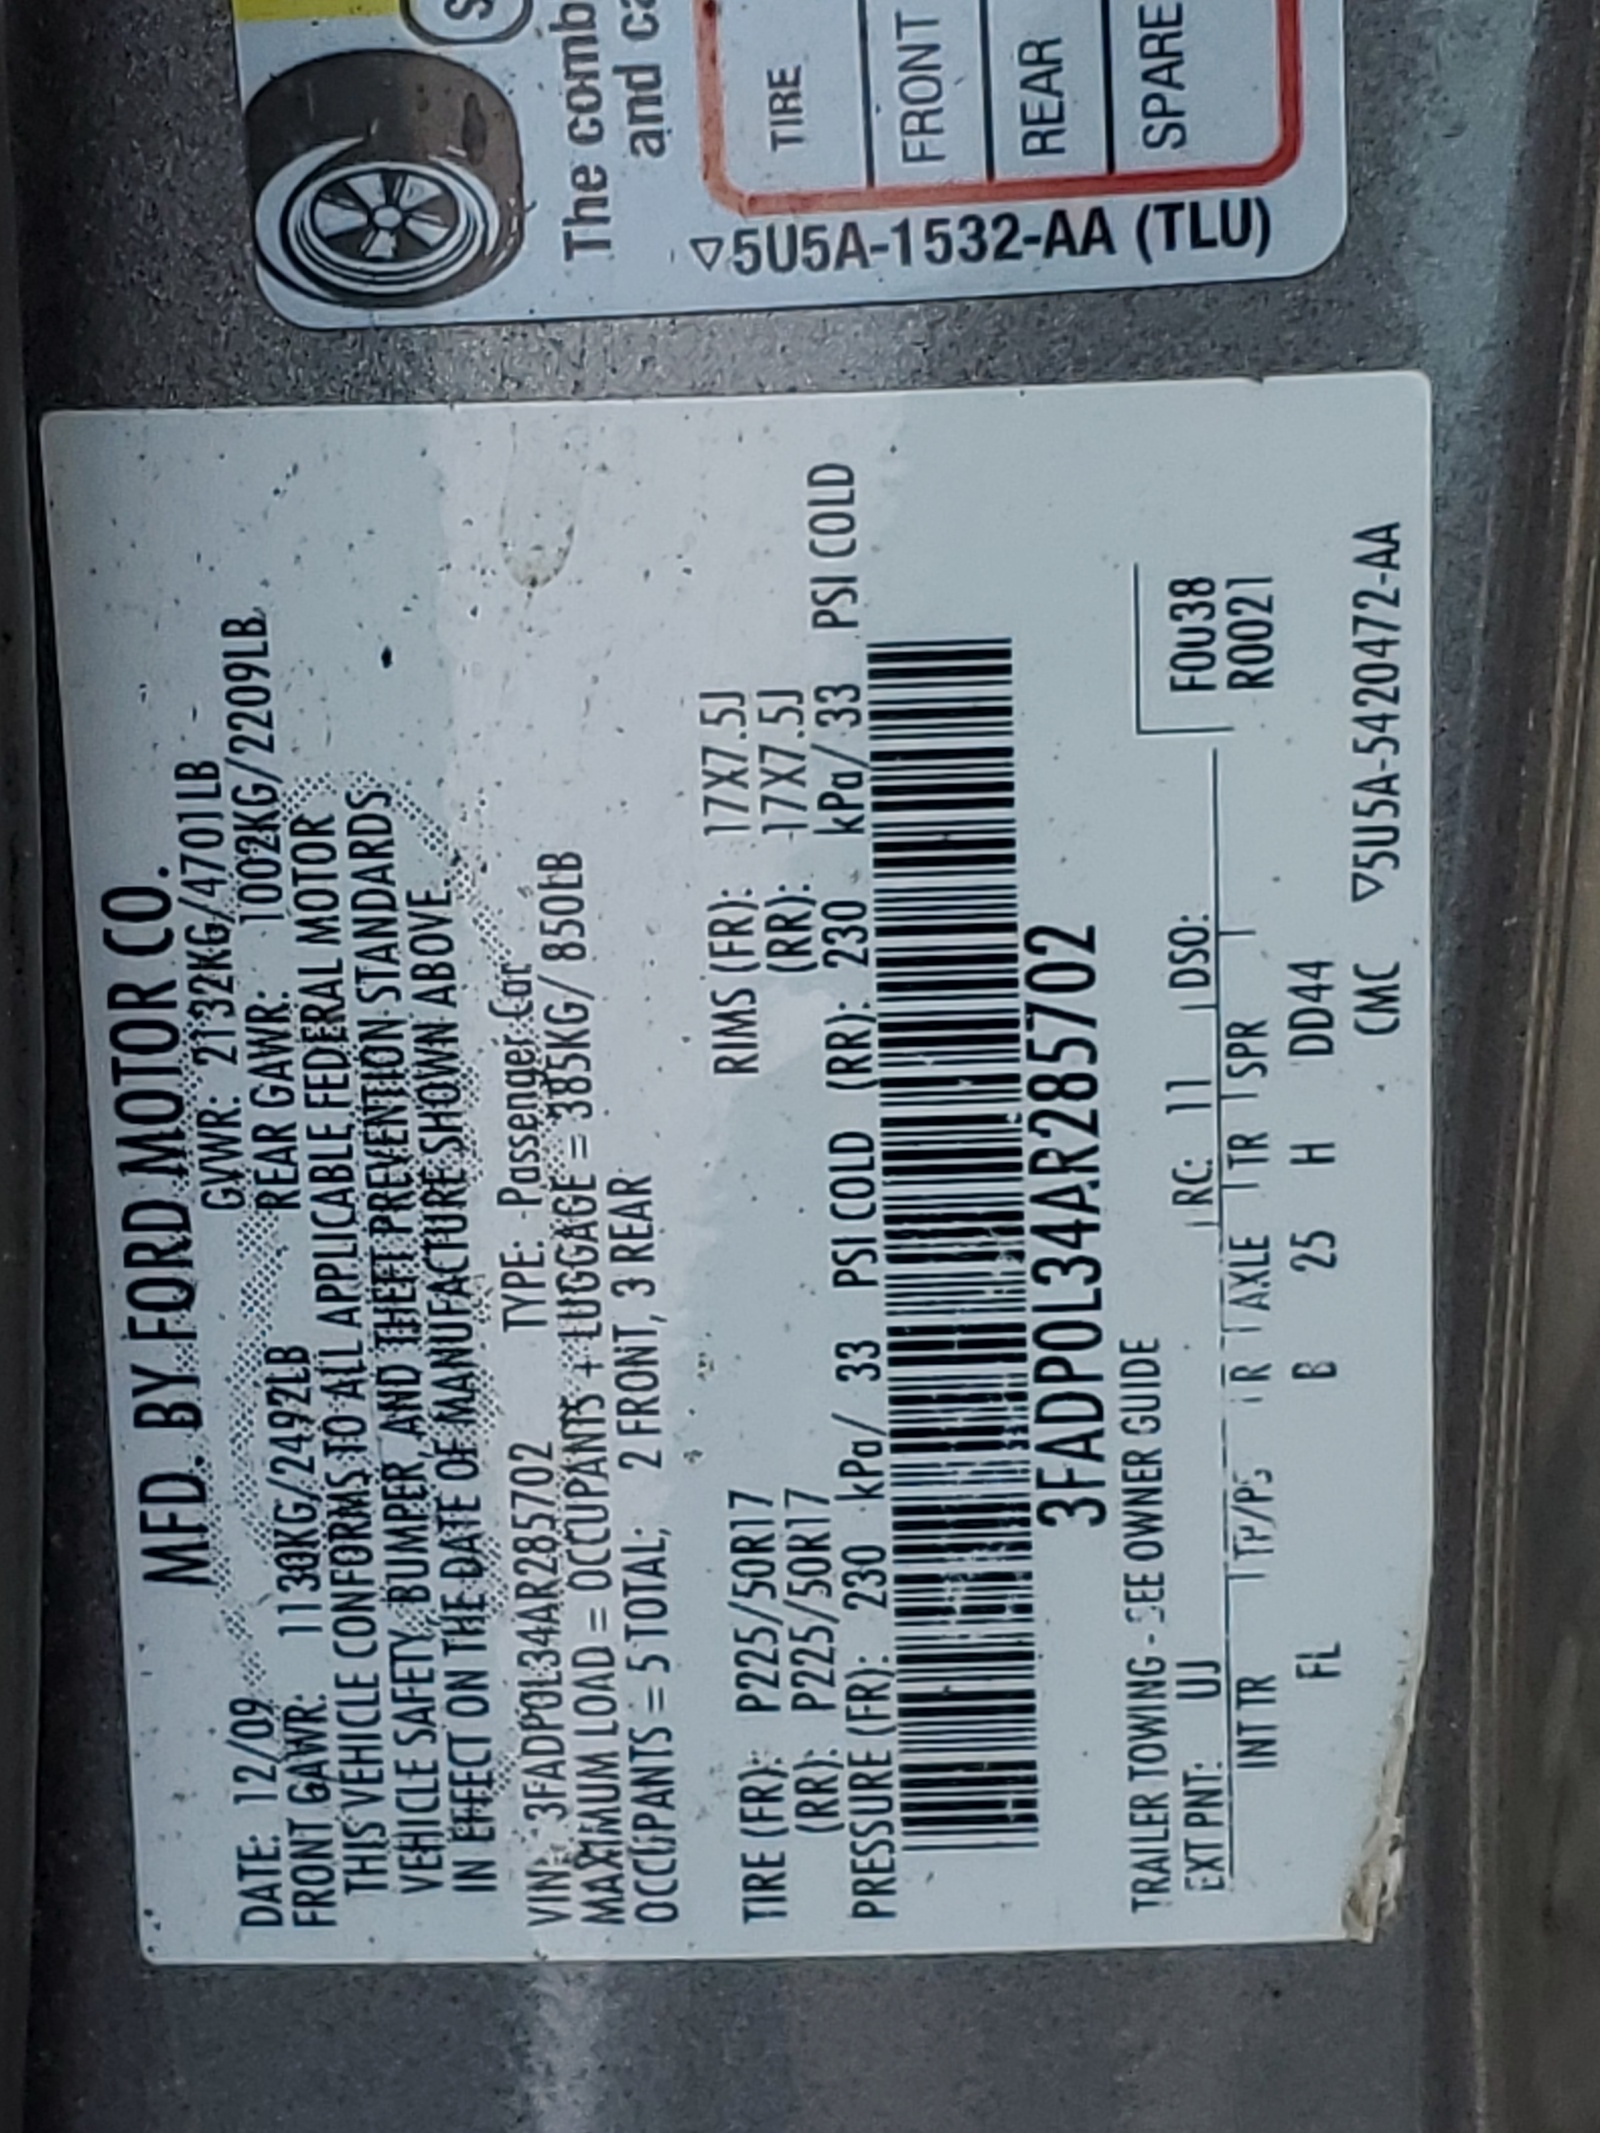 MFD. BY FORD MOTOR CO.
DATE: 12/09 GVWR: 2132KG/4701LB
FRONT GAWR: 1130KG/2492LB REAR GAWR: 1002KG/2209LB
THIS VEHICLE CONFORMS TO ALL APPLICABLE FEDERAL MOTOR
VEHICLE SAFETY, BUMPER, AND THEFT PREVENTION STANDARDS
IN EFFECT ON THE DATE OF MANUFACTURE SHOWN ABOVE.
VIN: 3FADP0L34AR285702 TYPE: Passenger Car
MAXIMUM LOAD = OCCUPANTS + LUGGAGE = 385KG/ 850LB
OCCUPANTS = 5 TOTAL; 2 FRONT, 3 REAR
TIRE (FR): P225/50R17 RIMS (FR): 17X7.5J
(RR): P225/50R17 (RR): 17X7.5J
PRESSURE (FR): 230 kPa/ 33 PSI COLD (RR): 230 kPa/ 33 PSI COLD
3FADP0L34AR285702
TRAILER TOWING - SEE OWNER GUIDE
EXT PNT: UJ RC: 11 DSO: F0U38
INT TR TP/PS R AXLE TR SPR R0021
FL B 25 H DD44
CMC ▽5U5A-5420472-AA
The comb
and ca
TIRE
FRONT
REAR
SPARE
▽5U5A-1532-AA (TLU)